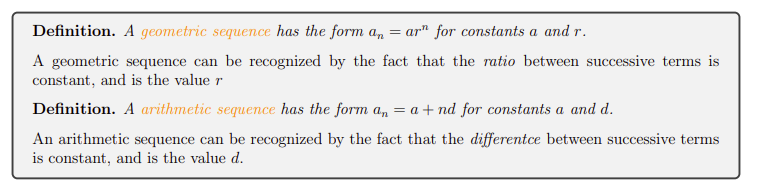 Definition. A geometric sequence has the form aₙ = arⁿ for constants a and r.
A geometric sequence can be recognized by the fact that the ratio between successive terms is
constant, and is the value r
Definition. A arithmetic sequence has the form aₙ = a + nd for constants a and d.
An arithmetic sequence can be recognized by the fact that the differentce between successive terms
is constant, and is the value d.